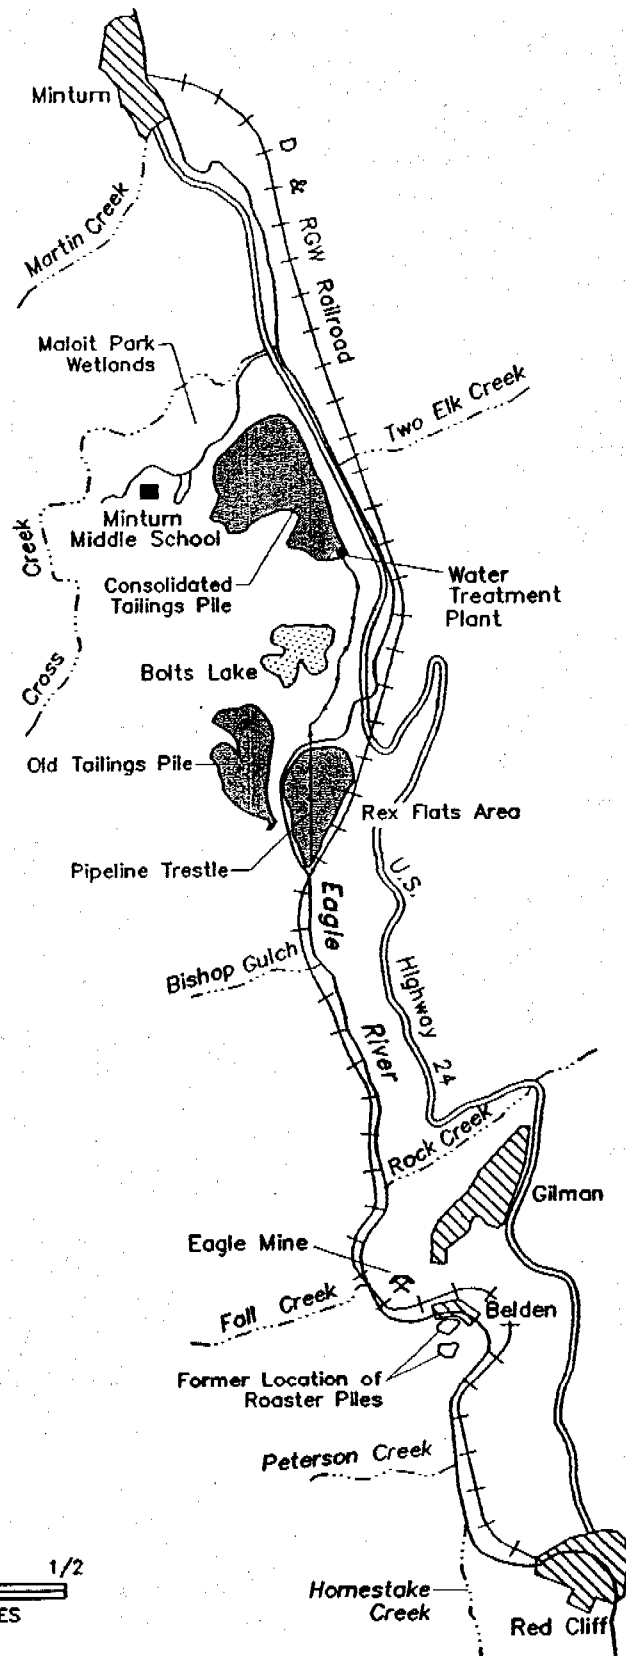 Minturn
D & RGW Railroad
Martin Creek
Maloit Park
Wetlands
Two Elk Creek
Minturn
Middle School
Creek
Cross
Consolidated
Tailings Pile
Water
Treatment
Plant
Bolts Lake
Old Tailings Pile
Rex Flats Area
Pipeline Trestle
U.S.
Highway
24
Eagle
River
Bishop Gulch
Rock Creek
Gilman
Eagle Mine
Fall Creek
Belden
Former Location of
Roaster Piles
Peterson Creek
1/2
ES
Homestake
Creek
Red Cliff